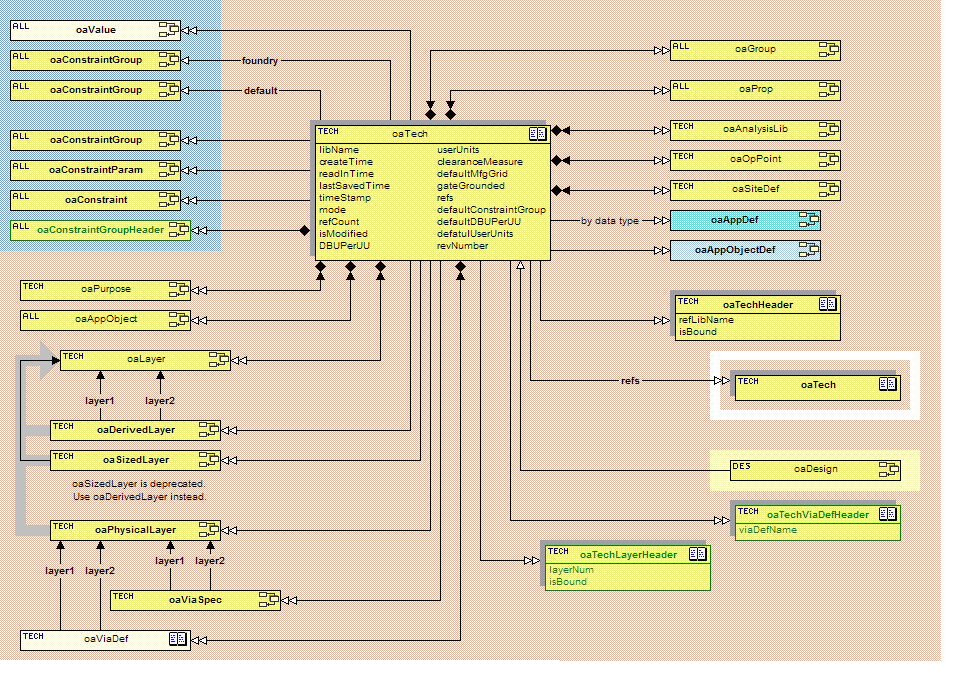 ALL
oaValue
ALL
oaConstraintGroup
foundry
ALL
oaConstraintGroup
default
ALL
oaConstraintGroup
ALL
oaConstraintParam
ALL
oaConstraint
ALL
oaConstraintGroupHeader
TECH
oaTech
libName
createTime
readInTime
lastSavedTime
timeStamp
mode
refCount
isModified
DBUPerUU
userUnits
clearanceMeasure
defaultMfgGrid
gateGrounded
refs
defaultConstraintGroup
defaultDBUPerUU
defatulUserUnits
revNumber
ALL
oaGroup
ALL
oaProp
TECH
oaAnalysisLib
TECH
oaOpPoint
TECH
oaSiteDef
by data type
oaAppDef
oaAppObjectDef
TECH
oaPurpose
ALL
oaAppObject
TECH
oaLayer
layer1
layer2
TECH
oaDerivedLayer
TECH
oaSizedLayer
oaSizedLayer is deprecated.
Use oaDerivedLayer instead.
TECH
oaPhysicalLayer
layer1
layer2
layer1
layer2
TECH
oaViaSpec
TECH
oaViaDef
TECH
oaTechHeader
refLibName
isBound
refs
TECH
oaTech
DES
oaDesign
TECH
oaTechViaDefHeader
viaDefName
TECH
oaTechLayerHeader
layerNum
isBound